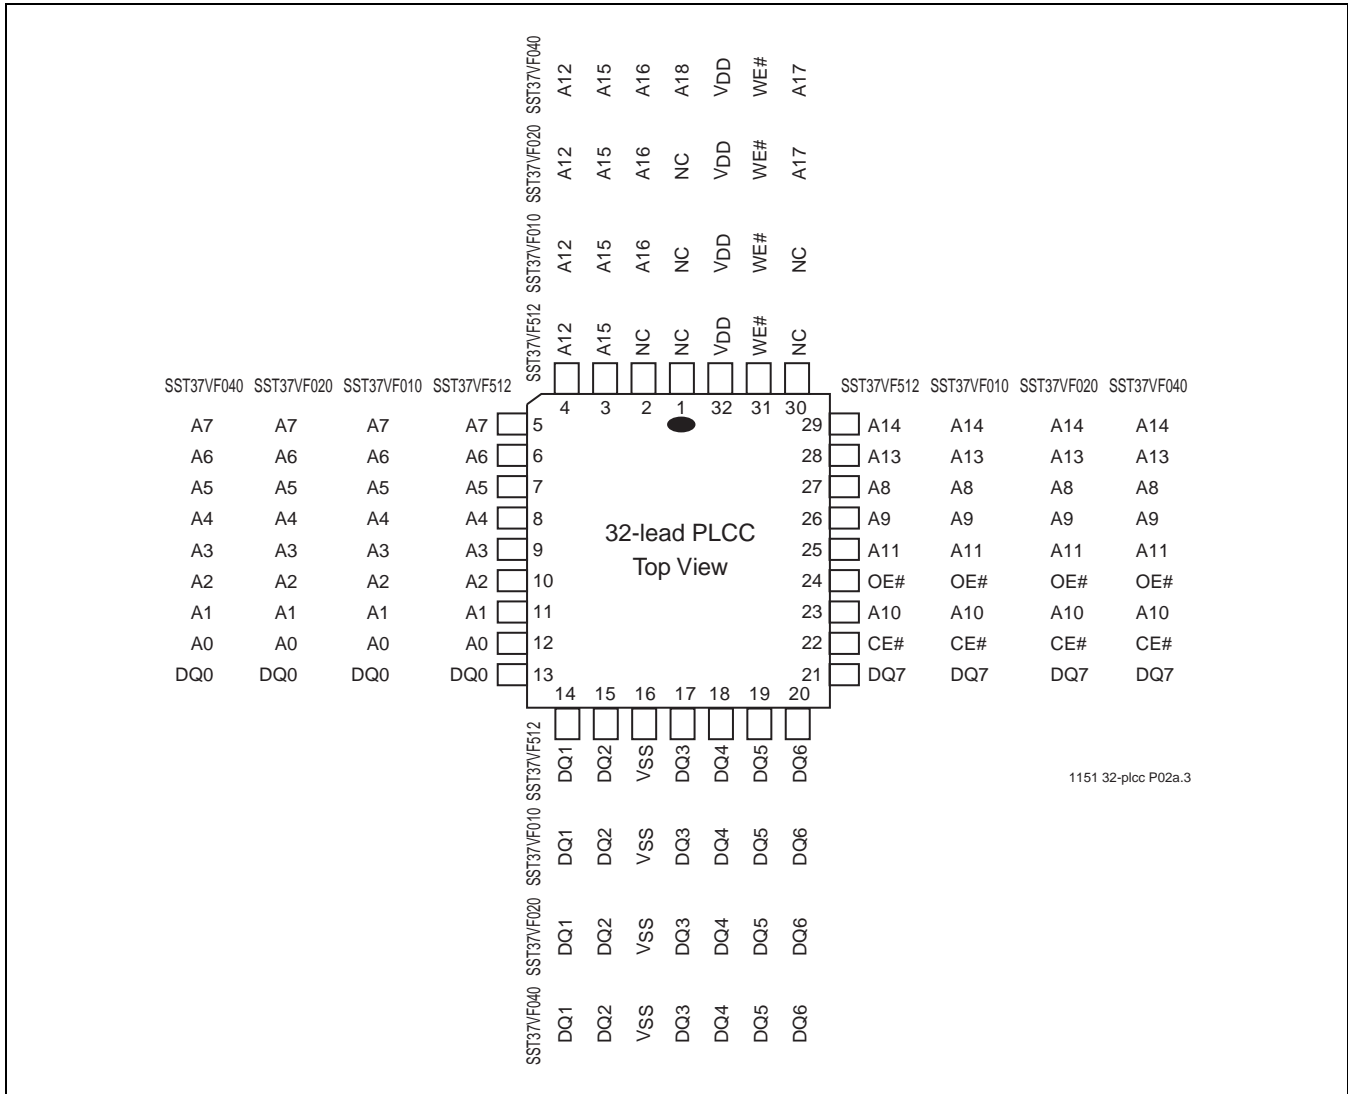 SST37VF040 A12 A15 A16 A18 VDD WE# A17
SST37VF020 A12 A15 A16 NC VDD WE# A17
SST37VF010 A12 A15 A16 NC VDD WE# NC
SST37VF512 A12 A15 NC NC VDD WE# NC
SST37VF040 SST37VF020 SST37VF010 SST37VF512 SST37VF512 SST37VF010 SST37VF020 SST37VF040
4 3 2 1 32 31 30
A7 A7 A7 A7 5 29 A14 A14 A14 A14
A6 A6 A6 A6 6 28 A13 A13 A13 A13
A5 A5 A5 A5 7 27 A8 A8 A8 A8
A4 A4 A4 A4 8 26 A9 A9 A9 A9
32-lead PLCC
A3 A3 A3 A3 9 25 A11 A11 A11 A11
Top View
A2 A2 A2 A2 10 24 OE# OE# OE# OE#
A1 A1 A1 A1 11 23 A10 A10 A10 A10
A0 A0 A0 A0 12 22 CE# CE# CE# CE#
DQ0 DQ0 DQ0 DQ0 13 21 DQ7 DQ7 DQ7 DQ7
14 15 16 17 18 19 20
SST37VF512 DQ1 DQ2 VSS DQ3 DQ4 DQ5 DQ6
1151 32-plcc P02a.3
SST37VF010 DQ1 DQ2 VSS DQ3 DQ4 DQ5 DQ6
SST37VF020 DQ1 DQ2 VSS DQ3 DQ4 DQ5 DQ6
SST37VF040 DQ1 DQ2 VSS DQ3 DQ4 DQ5 DQ6